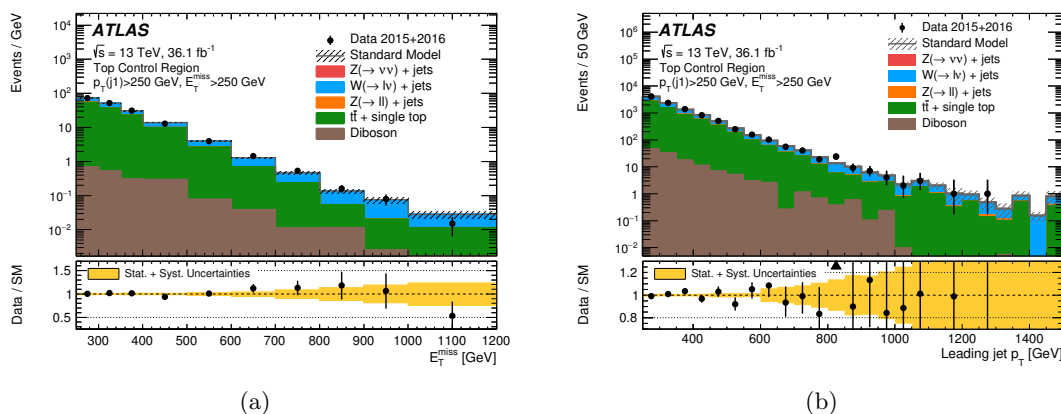 Events / GeV
10⁴
10³
10²
10
1
10⁻¹
10⁻²
ATLAS
√s = 13 TeV, 36.1 fb⁻¹
Top Control Region
p_T(j1)>250 GeV, E_T^miss>250 GeV
Data 2015+2016
Standard Model
Z(→ νν) + jets
W(→ lν) + jets
Z(→ ll) + jets
tt̄ + single top
Diboson
Data / SM
1.5
1
0.5
Stat. + Syst. Uncertainties
300 400 500 600 700 800 900 1000 1100 1200
E_T^miss [GeV]
(a)
Events / 50 GeV
10⁶
10⁵
10⁴
10³
10²
10
1
10⁻¹
10⁻²
ATLAS
√s = 13 TeV, 36.1 fb⁻¹
Top Control Region
p_T(j1)>250 GeV, E_T^miss>250 GeV
Data 2015+2016
Standard Model
Z(→ νν) + jets
W(→ lν) + jets
Z(→ ll) + jets
tt̄ + single top
Diboson
Data / SM
1.2
1
0.8
Stat. + Syst. Uncertainties
400 600 800 1000 1200 1400
Leading jet p_T [GeV]
(b)